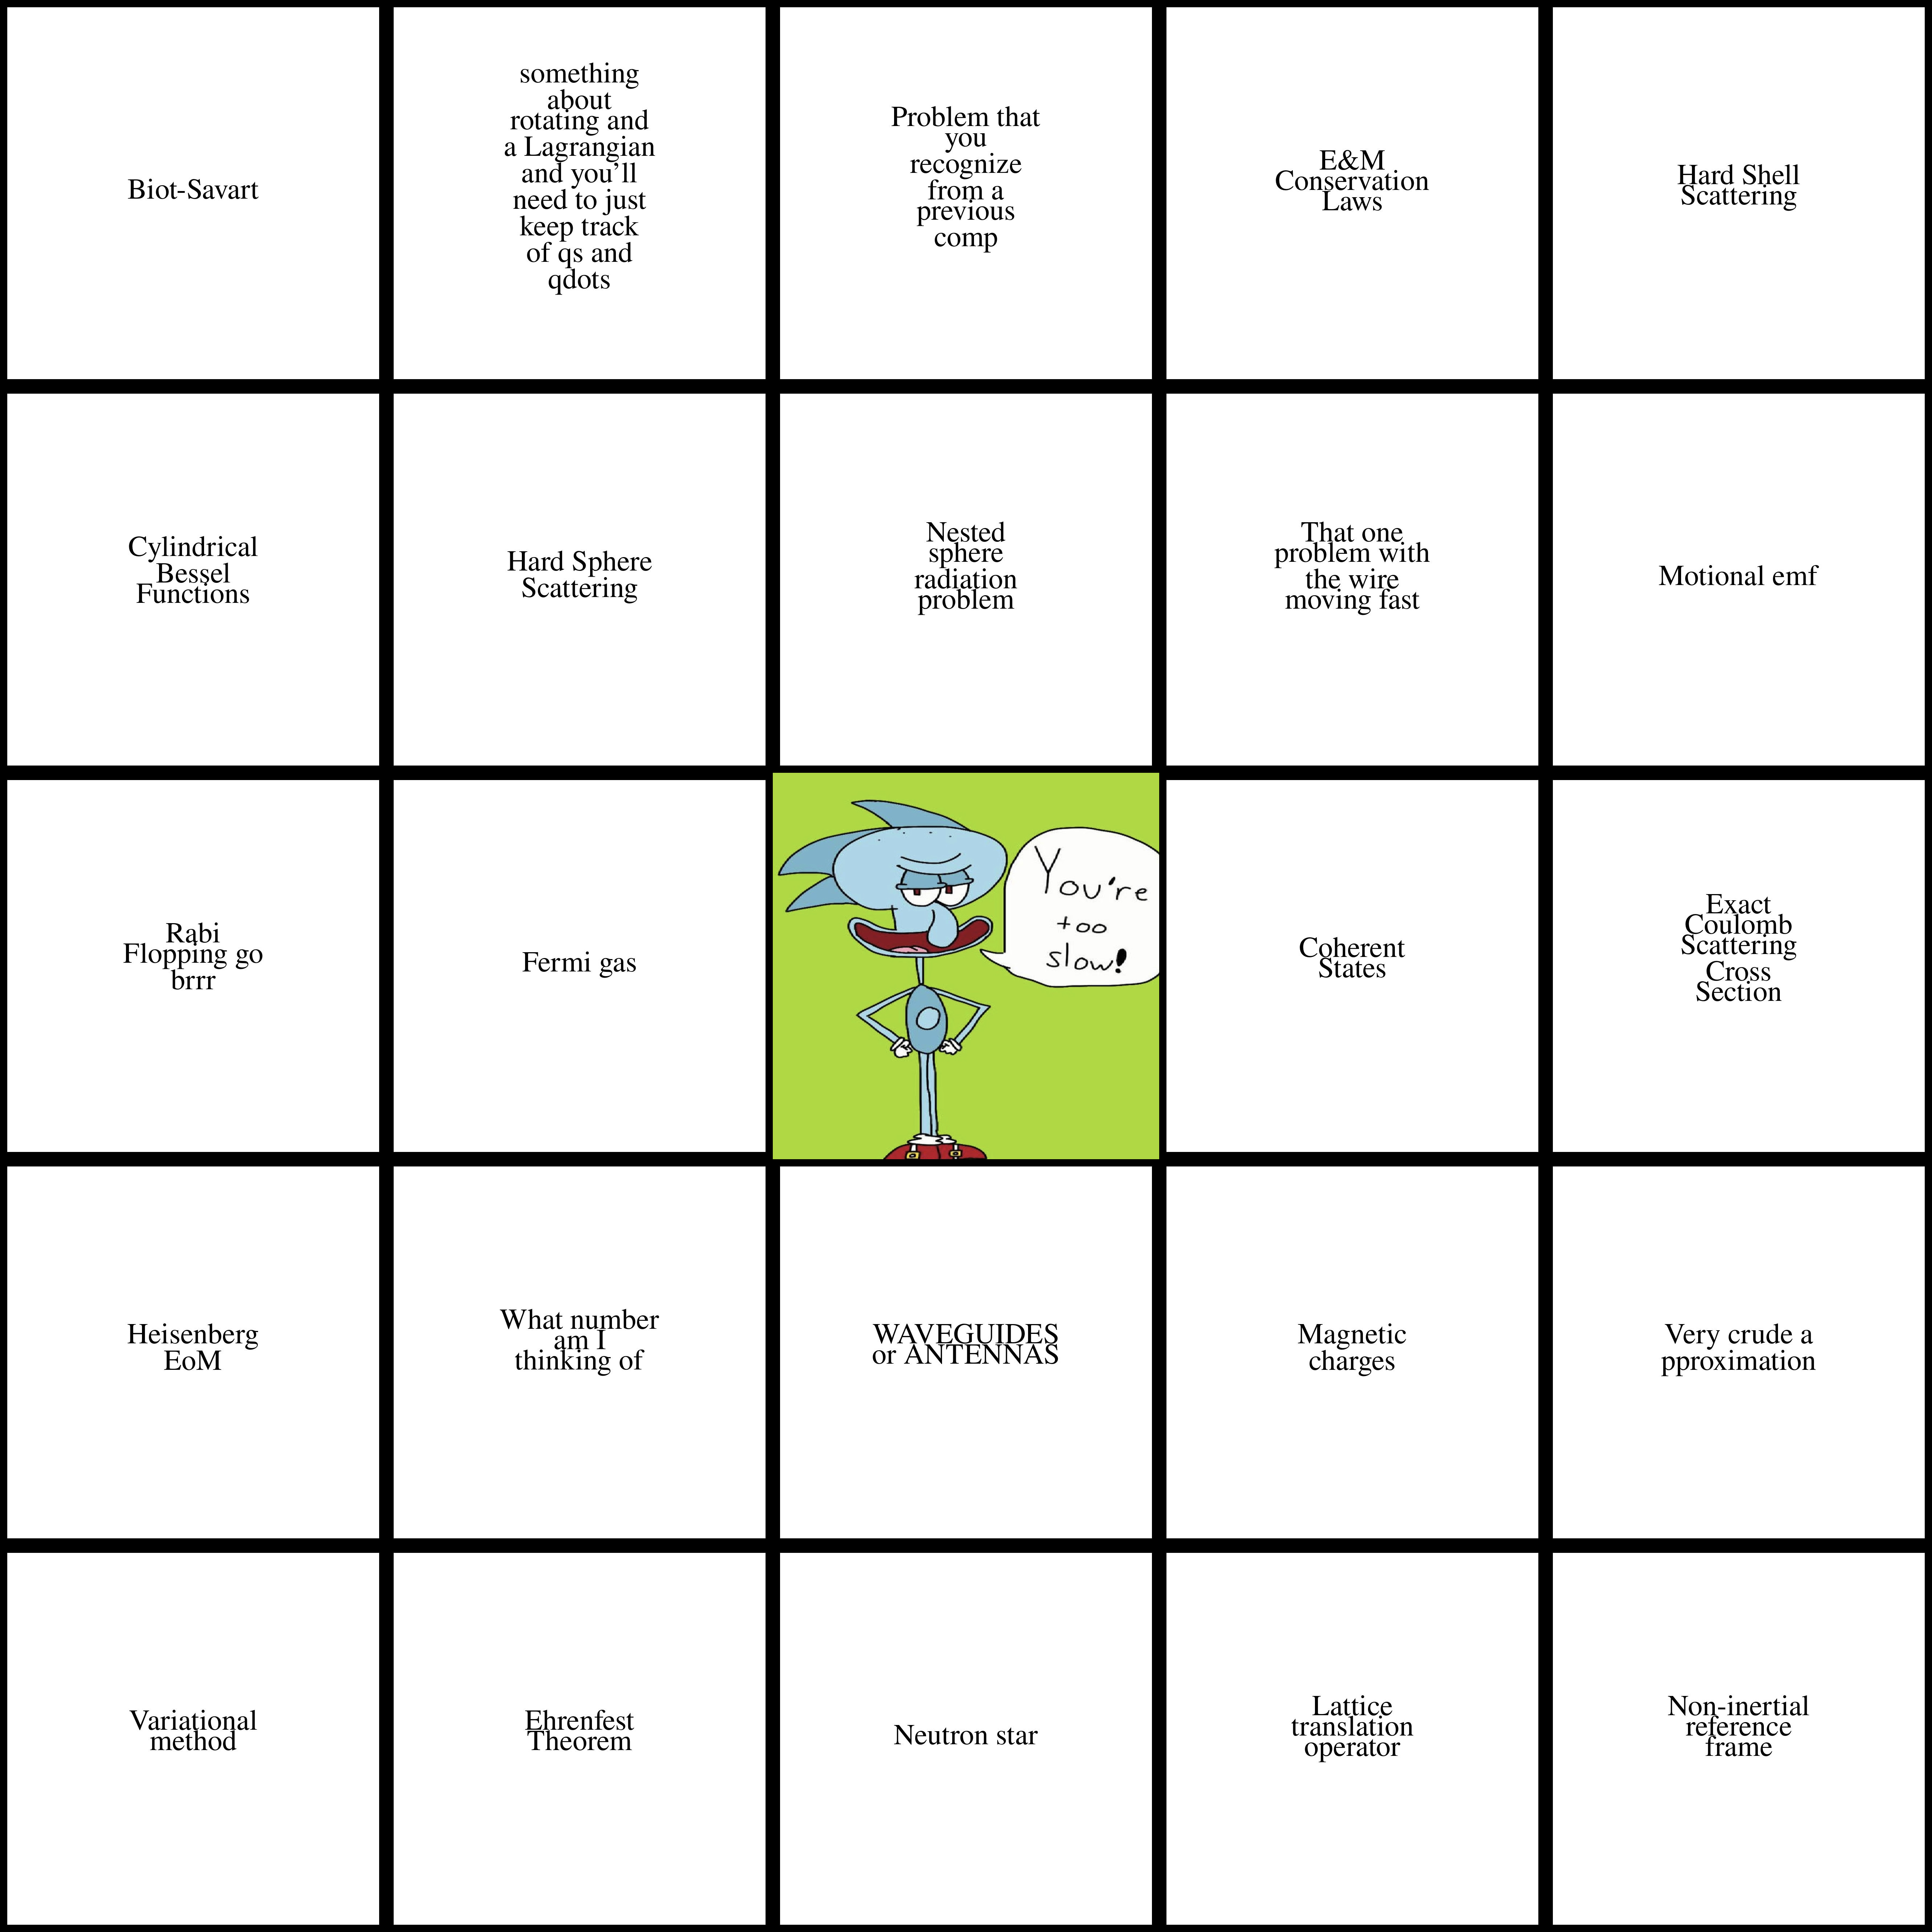 Biot-Savart
something
about
rotating and
a Lagrangian
and you'll
need to just
keep track
of qs and
qdots
Problem that
you
recognize
from a
previous
comp
E&M
Conservation
Laws
Hard Shell
Scattering
Cylindrical
Bessel
Functions
Hard Sphere
Scattering
Nested
sphere
radiation
problem
That one
problem with
the wire
moving fast
Motional emf
Rabi
Flopping go
brrr
Fermi gas
You're
too
slow!
Coherent
States
Exact
Coulomb
Scattering
Cross
Section
Heisenberg
EoM
What number
am I
thinking of
WAVEGUIDES
or ANTENNAS
Magnetic
charges
Very crude a
pproximation
Variational
method
Ehrenfest
Theorem
Neutron star
Lattice
translation
operator
Non-inertial
reference
frame